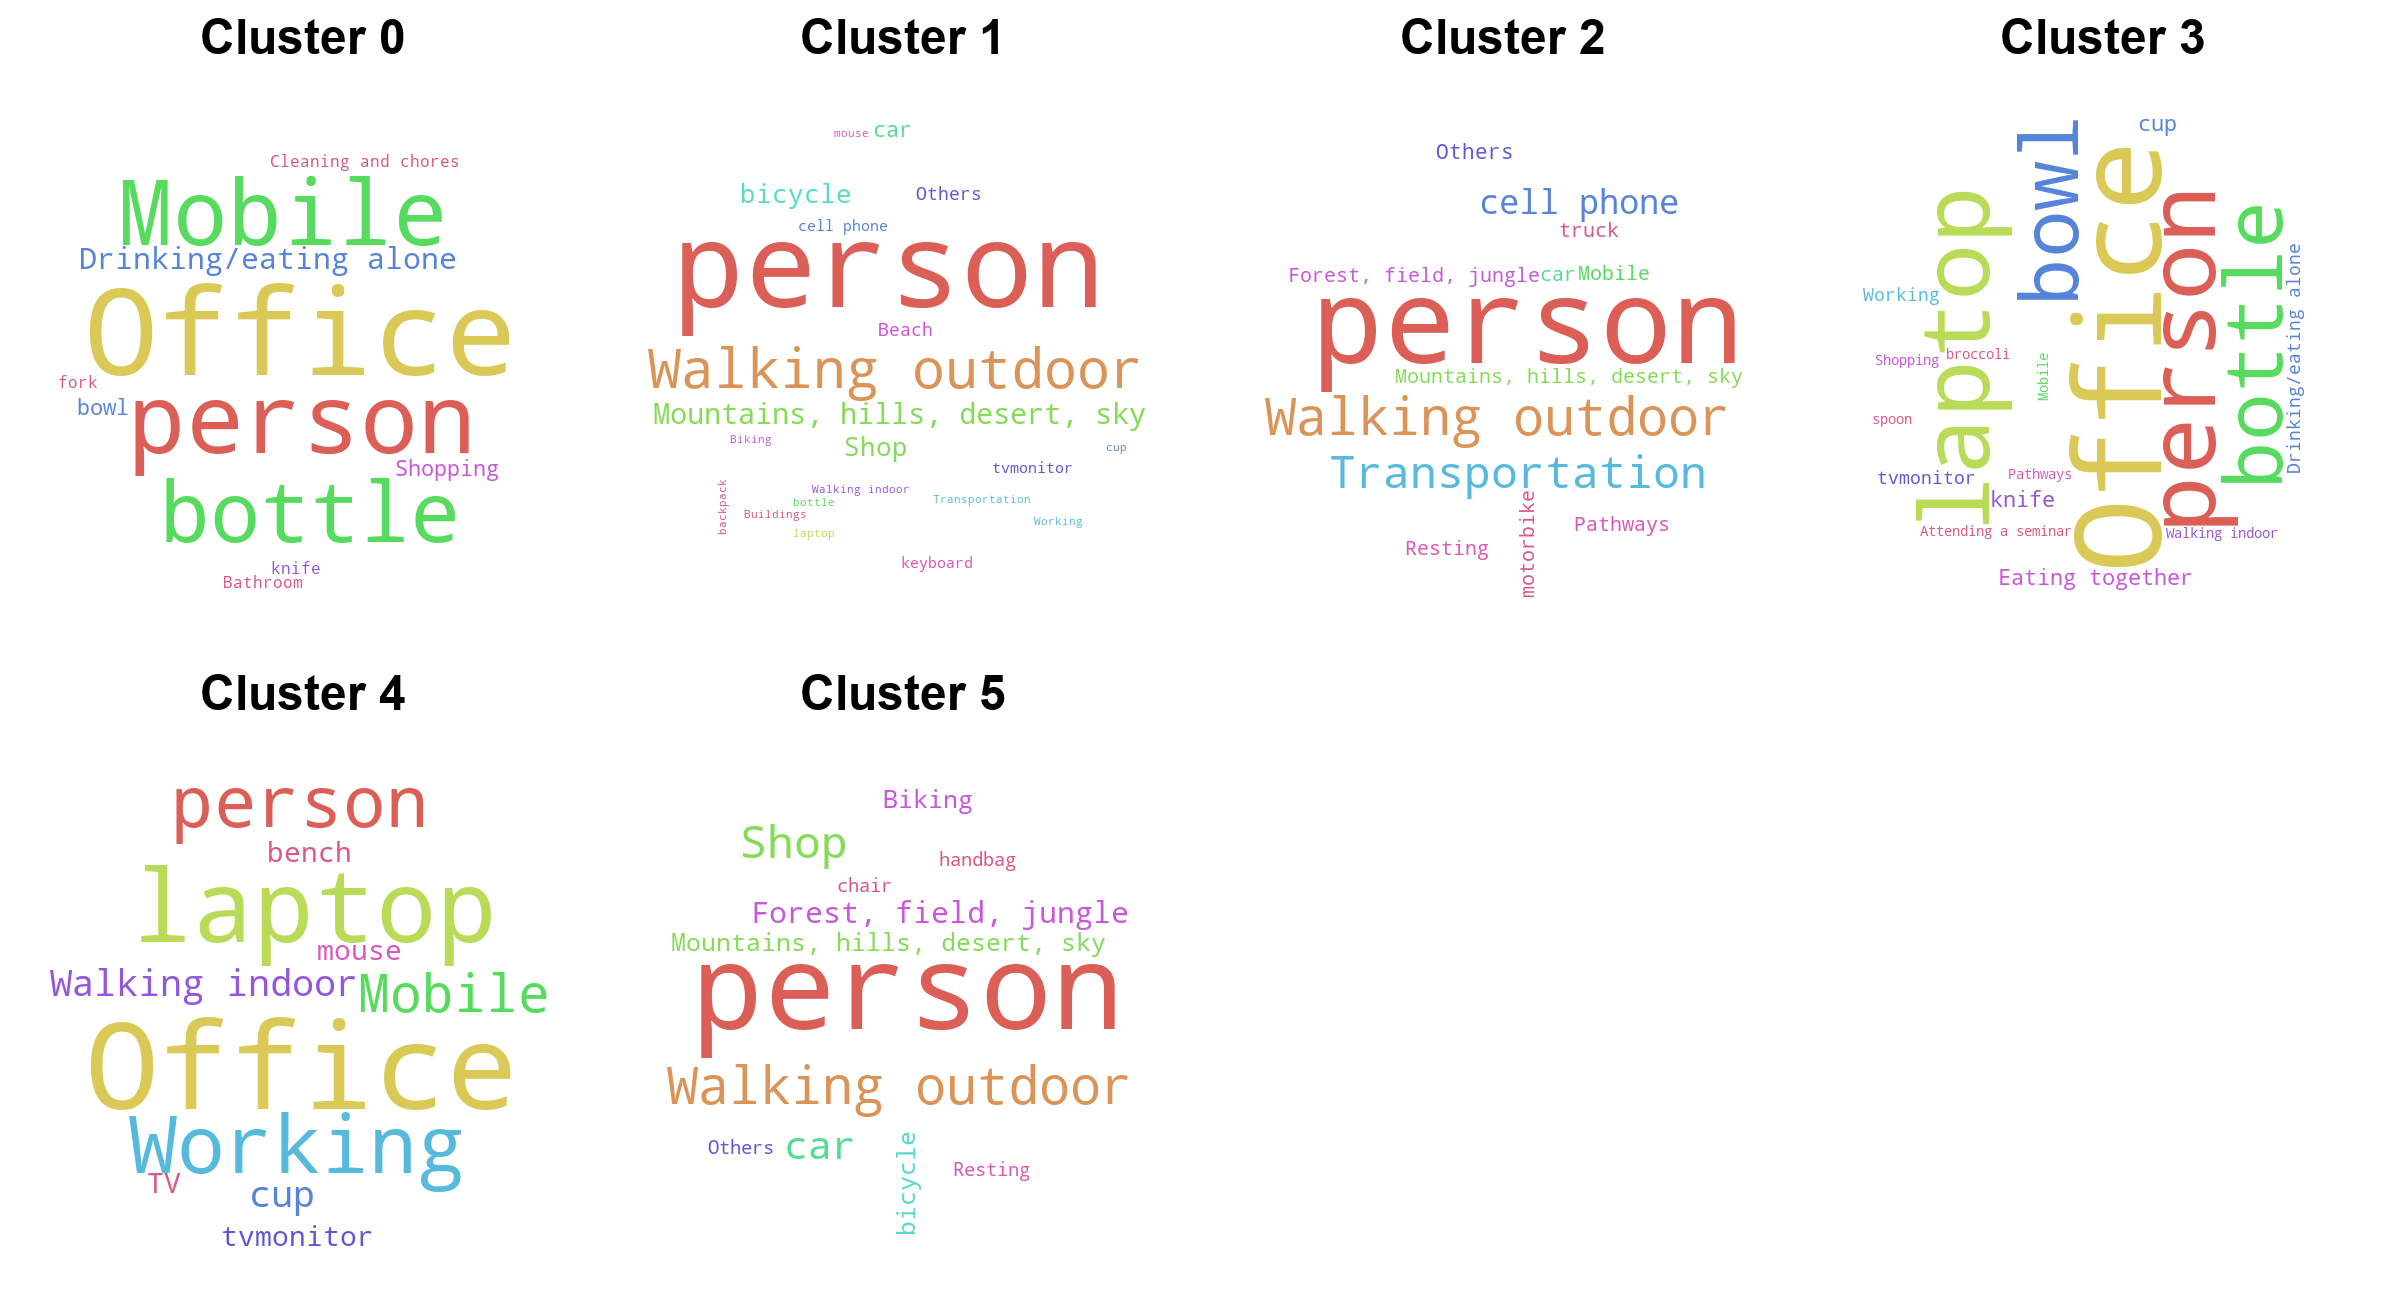 Cluster 0
Cleaning and chores
Mobile
Drinking/eating alone
Office
fork
bowl
person
Shopping
bottle
knife
Bathroom
Cluster 1
mouse
car
bicycle
Others
cell phone
person
Beach
Walking outdoor
Mountains, hills, desert, sky
Biking
Shop
cup
tvmonitor
backpack
Walking indoor
bottle
Transportation
Buildings
Working
laptop
keyboard
Cluster 2
Others
cell phone
truck
Forest, field, jungle
car
Mobile
person
Mountains, hills, desert, sky
Walking outdoor
Transportation
motorbike
Pathways
Resting
Cluster 3
cup
bowl
Office
laptop
person
bottle
Drinking/eating alone
Working
Shopping
broccoli
Mobile
spoon
tvmonitor
Pathways
knife
Attending a seminar
Walking indoor
Eating together
Cluster 4
person
bench
laptop
mouse
Walking indoor
Mobile
Office
Working
TV
cup
tvmonitor
Cluster 5
Biking
Shop
handbag
chair
Forest, field, jungle
Mountains, hills, desert, sky
person
Walking outdoor
Others
car
bicycle
Resting